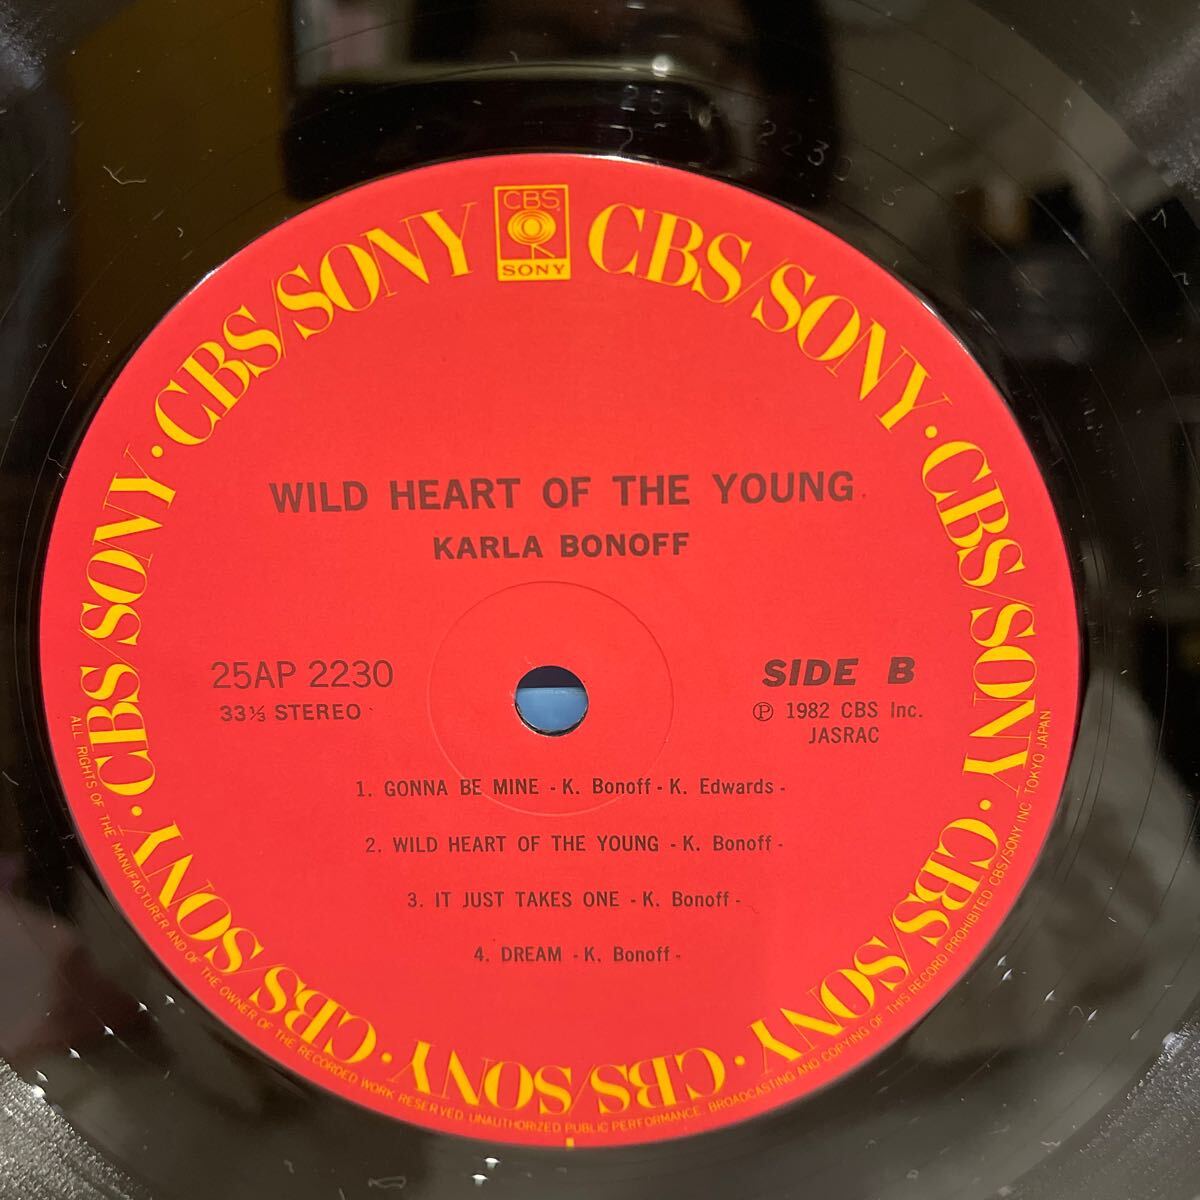 25AP 2230
CBS
SONY
CBS/SONY · CBS/SONY · CBS/SONY · CBS/SONY · CBS/SONY · CBS/SONY · CBS/SONY · CBS/SONY
WILD HEART OF THE YOUNG
KARLA BONOFF
25AP 2230
SIDE B
33⅓ STEREO
Ⓟ 1982 CBS Inc.
JASRAC
1. GONNA BE MINE - K. Bonoff - K. Edwards -
2. WILD HEART OF THE YOUNG - K. Bonoff -
3. IT JUST TAKES ONE - K. Bonoff -
4. DREAM - K. Bonoff -
ALL RIGHTS OF THE MANUFACTURER AND OF THE OWNER OF THE RECORDED WORK RESERVED. UNAUTHORIZED PUBLIC PERFORMANCE, BROADCASTING AND COPYING OF THIS RECORD PROHIBITED CBS/SONY INC. TOKYO JAPAN